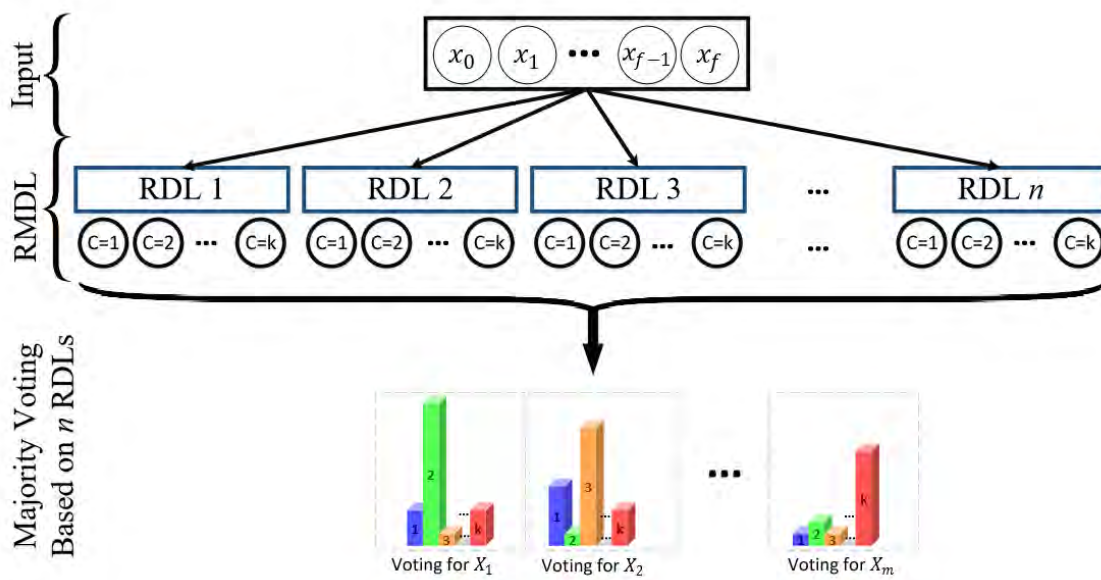 Input
x₀ x₁ ... x_{f−1} x_f
RMDL
RDL 1 RDL 2 RDL 3 ... RDL n
C=1 C=2 ... C=k C=1 C=2 ... C=k C=1 C=2 ... C=k ... C=1 C=2 ... C=k
Majority Voting
Based on n RDLs
1 2 3 ... ... k
1 2 3 ... ... k
...
1 2 3 ... ... k
Voting for X₁ Voting for X₂ Voting for Xₘ